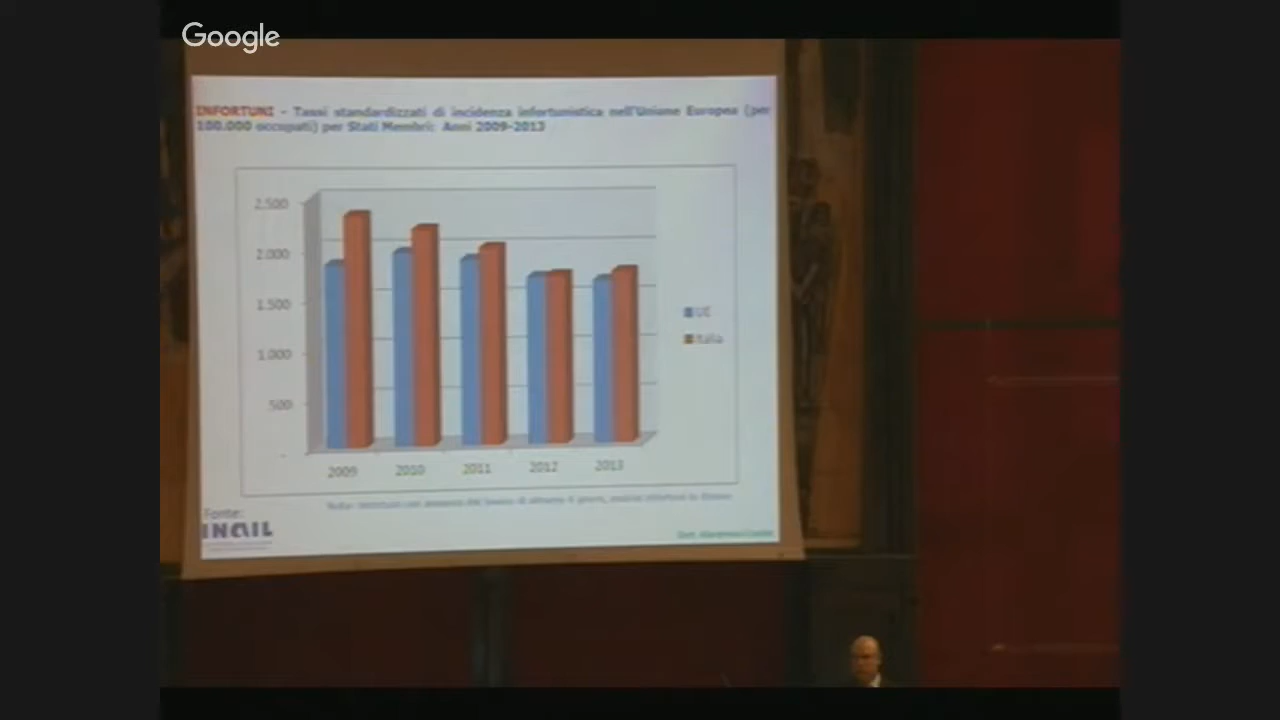 Google
INFORTUNI - Tassi standardizzati di incidenza infortunistica nell'Unione Europea (per
100.000 occupati) per Stati Membri: Anni 2009-2013
2.500
2.000
1.500
1.000
500
-
2009 2010 2011 2012 2013
UE
Italia
Fonte:
INAIL